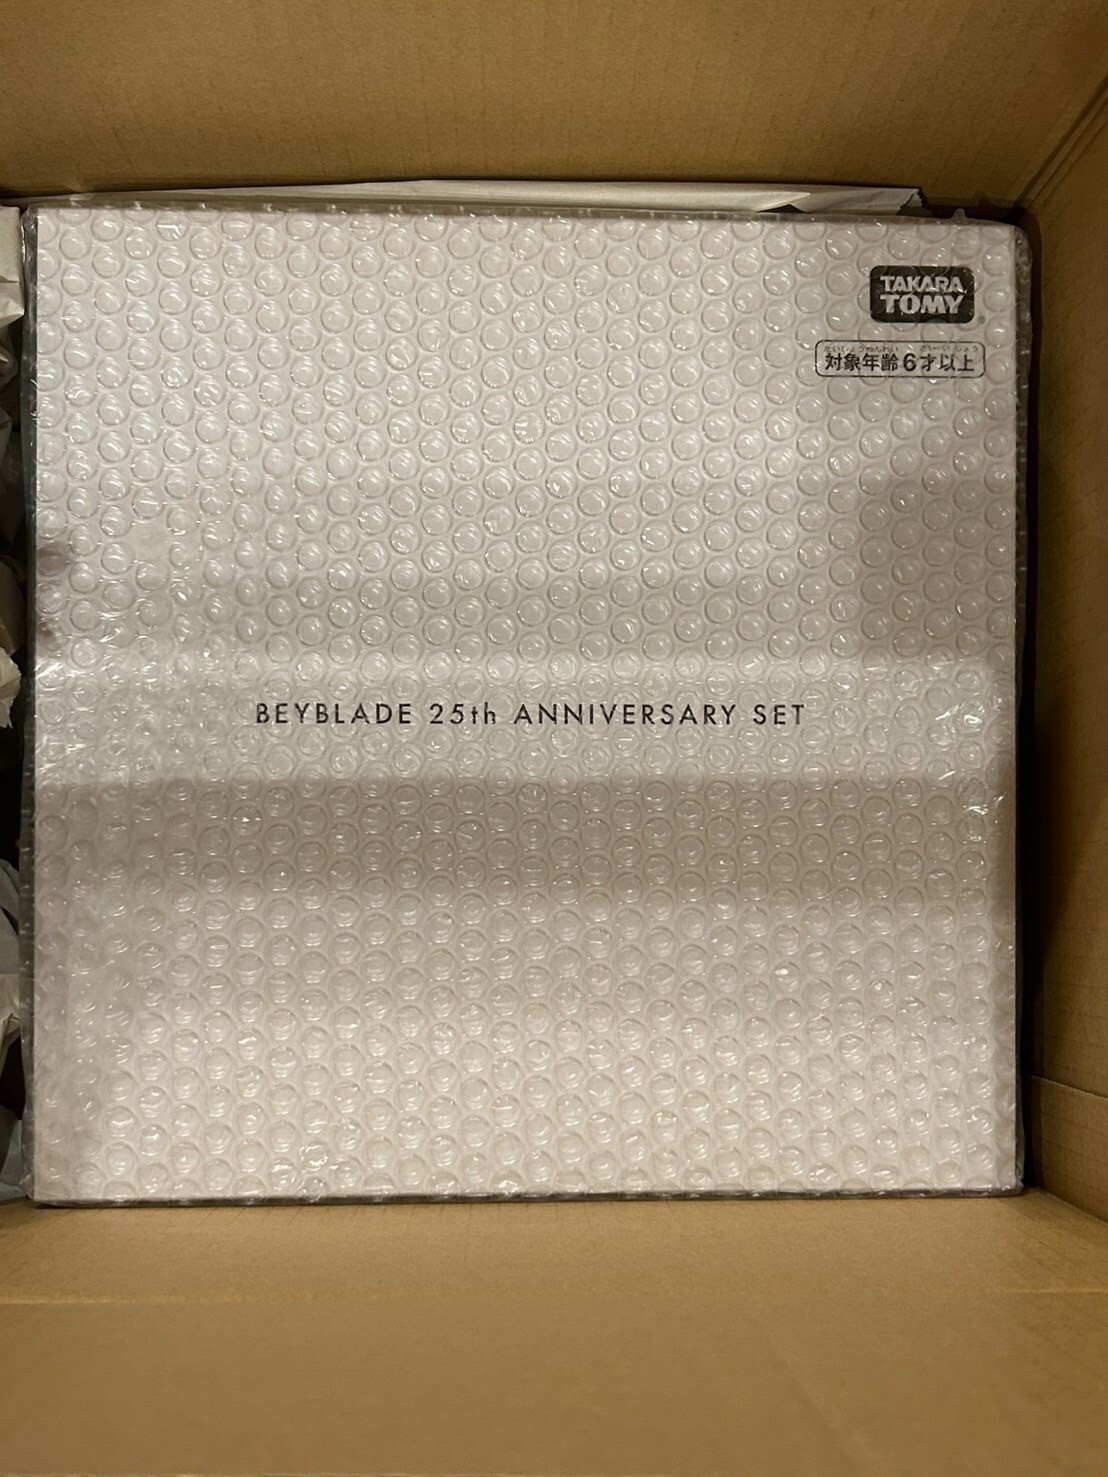 TAKARA
TOMY
対象年齢6才以上
BEYBLADE 25th ANNIVERSARY SET